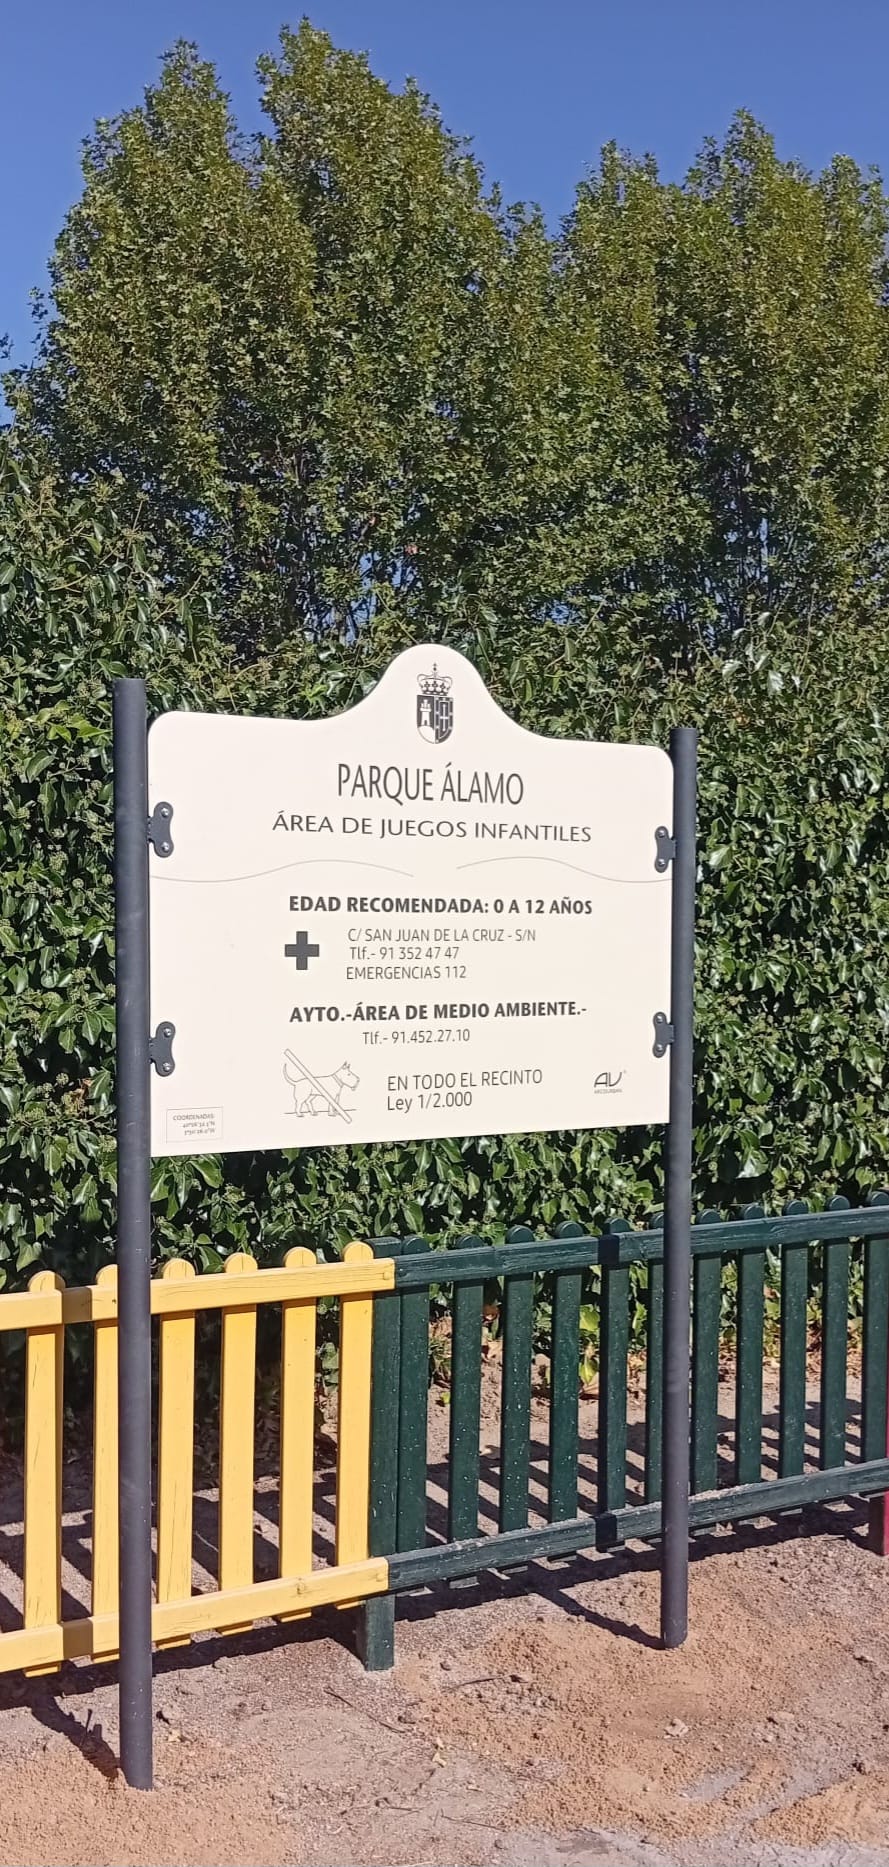 PARQUE ÁLAMO
ÁREA DE JUEGOS INFANTILES
EDAD RECOMENDADA: 0 A 12 AÑOS
C/ SAN JUAN DE LA CRUZ - S/N
Tlf.- 91 352 47 47
EMERGENCIAS 112
AYTO.-ÁREA DE MEDIO AMBIENTE.-
Tlf.- 91.452.27.10
EN TODO EL RECINTO
Ley 1/2.000
COORDENADAS: